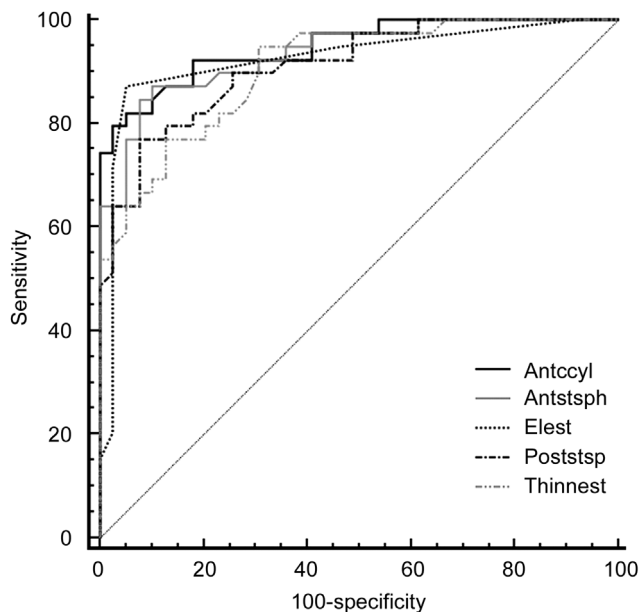 100
80
60
40
20
0
Sensitivity
Antccyl
Antstsph
Elest
Poststsp
Thinnest
0 20 40 60 80 100
100-specificity